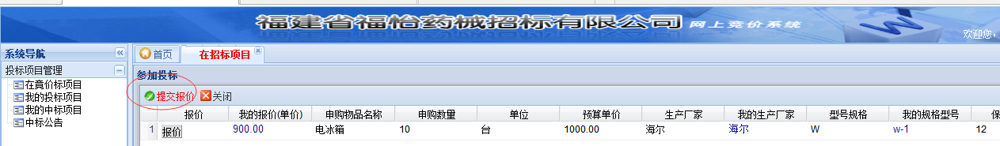 福建省福怡药械招标有限公司 网上竞价系统
欢迎您，
系统导航
首页 在招标项目
投标项目管理
在竟价标项目
我的投标项目
我的中标项目
中标公告
参加投标
提交报价 关闭
报价 我的报价(单价) 申购物品名称 申购数量 单位 预算单价 生产厂家 我的生产厂家 型号规格 我的规格型号 保
1 报价 900.00 电冰箱 10 台 1000.00 海尔 海尔 W w-1 12